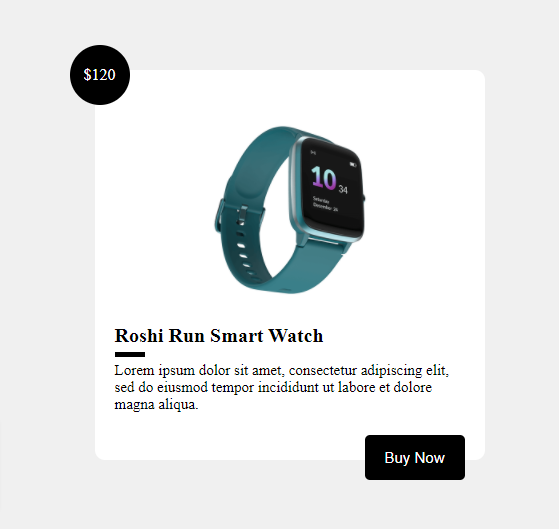 $120
10
34
Saturday
December 26
Roshi Run Smart Watch
Lorem ipsum dolor sit amet, consectetur adipiscing elit,
sed do eiusmod tempor incididunt ut labore et dolore
magna aliqua.
Buy Now